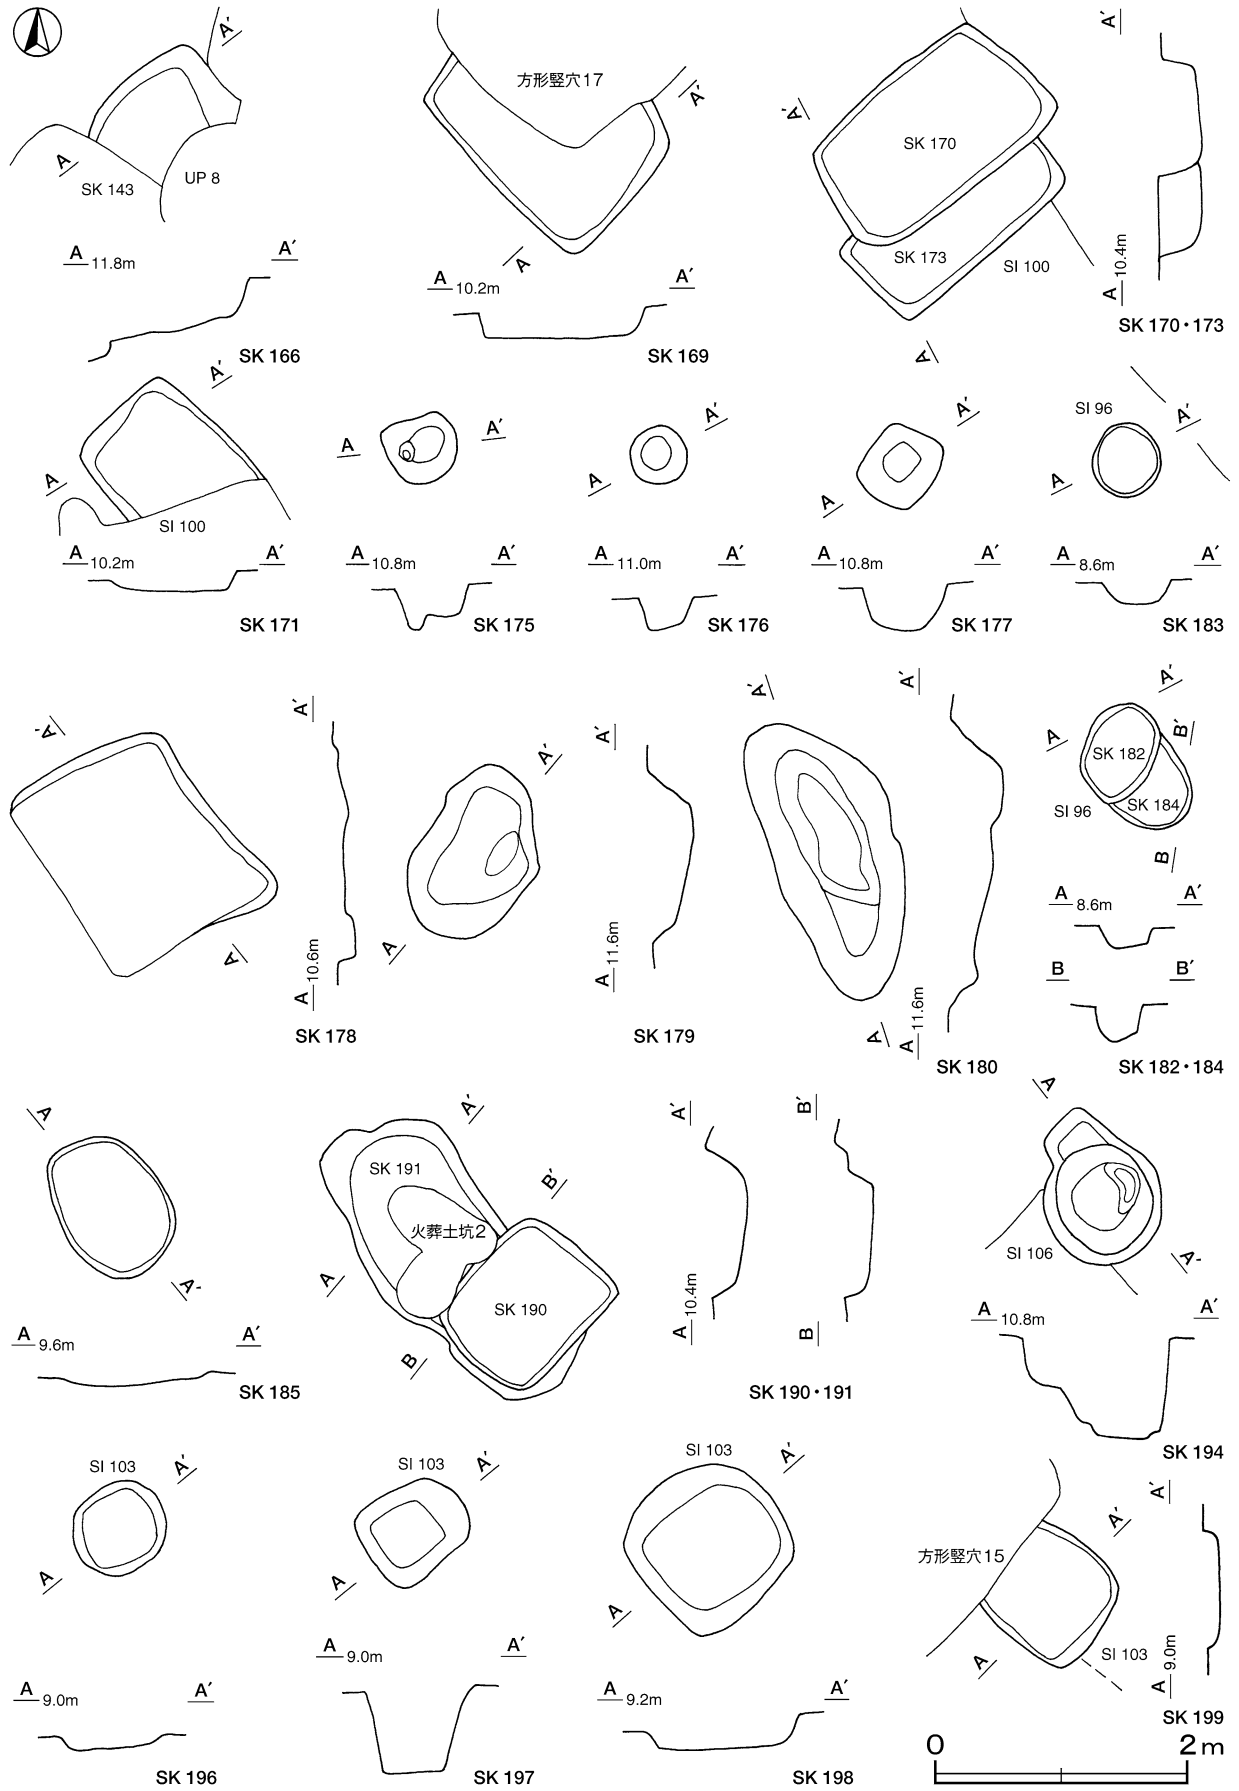 A A′
SK 143
UP 8
A 11.8m A′
SK 166
方形竪穴17
A A′
A 10.2m A′
SK 169
A A′
SK 170
SK 173
SI 100
A 10.4m A′
SK 170・173
A A′
SI 100
A 10.2m A′
SK 171
A A′
A 10.8m A′
SK 175
A A′
A 11.0m A′
SK 176
A A′
A 10.8m A′
SK 177
SI 96
A A′
A 8.6m A′
SK 183
A A′
A 10.6m A′
SK 178
A A′
A 11.6m A′
SK 179
A A′
A 11.6m A′
SK 180
A A′
B B′
SK 182
SK 184
SI 96
A 8.6m A′
B B′
SK 182・184
A A′
A 9.6m A′
SK 185
A A′
B B′
SK 191
火葬土坑2
SK 190
A 10.4m A′
B B′
SK 190・191
A A′
SI 106
A 10.8m A′
SK 194
SI 103
A A′
A 9.0m A′
SK 196
SI 103
A A′
A 9.0m A′
SK 197
SI 103
A A′
A 9.2m A′
SK 198
方形竪穴15
A A′
SI 103
A 9.0m A′
SK 199
0 2 m